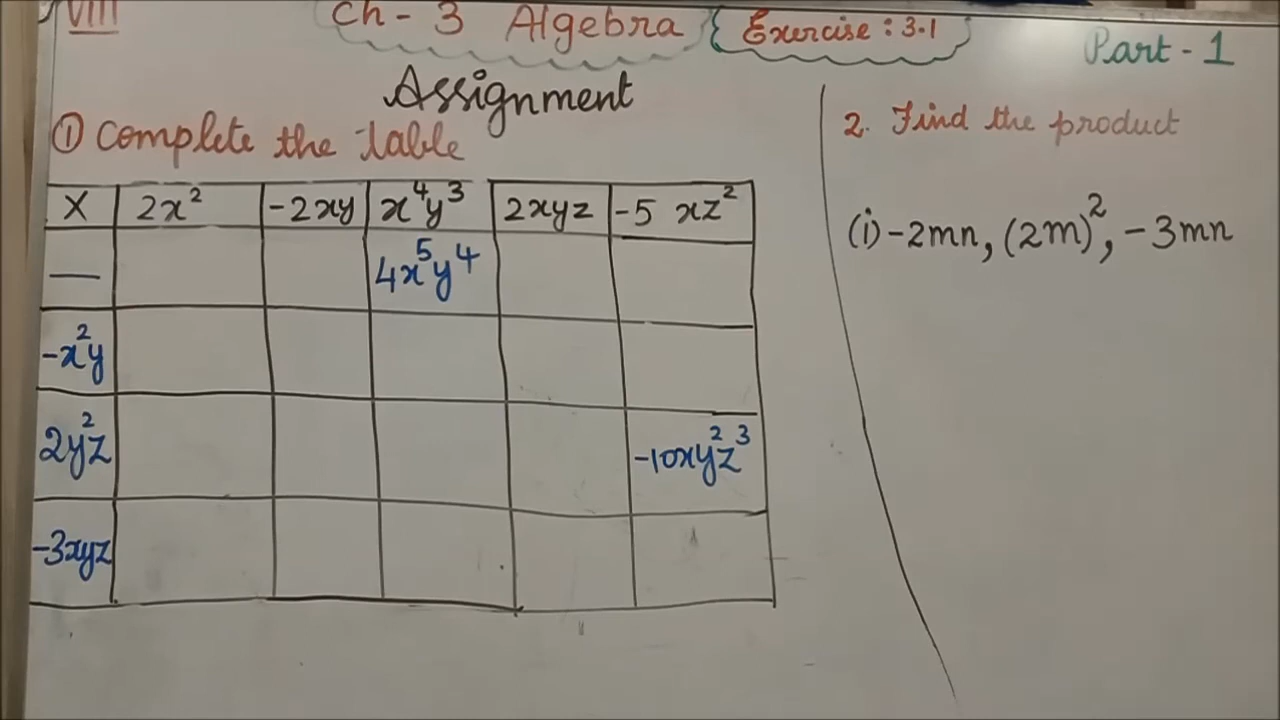 VIII
Ch - 3 Algebra { Exercise : 3.1
Part - 1
Assignment
① Complete the table
X 2x² -2xy x⁴y³ 2xyz -5 xz²
— 4x⁵y⁴
-x²y
2y²z -10xy²z³
-3xyz
2. Find the product
(i) -2mn, (2m)², -3mn